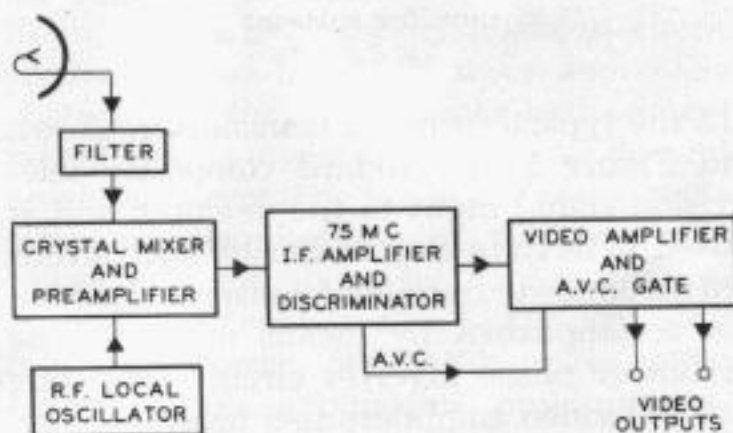 FILTER
CRYSTAL MIXER
AND
PREAMPLIFIER
75 MC
I.F. AMPLIFIER
AND
DISCRIMINATOR
VIDEO AMPLIFIER
AND
A.V.C. GATE
A.V.C.
R.F. LOCAL
OSCILLATOR
VIDEO
OUTPUTS